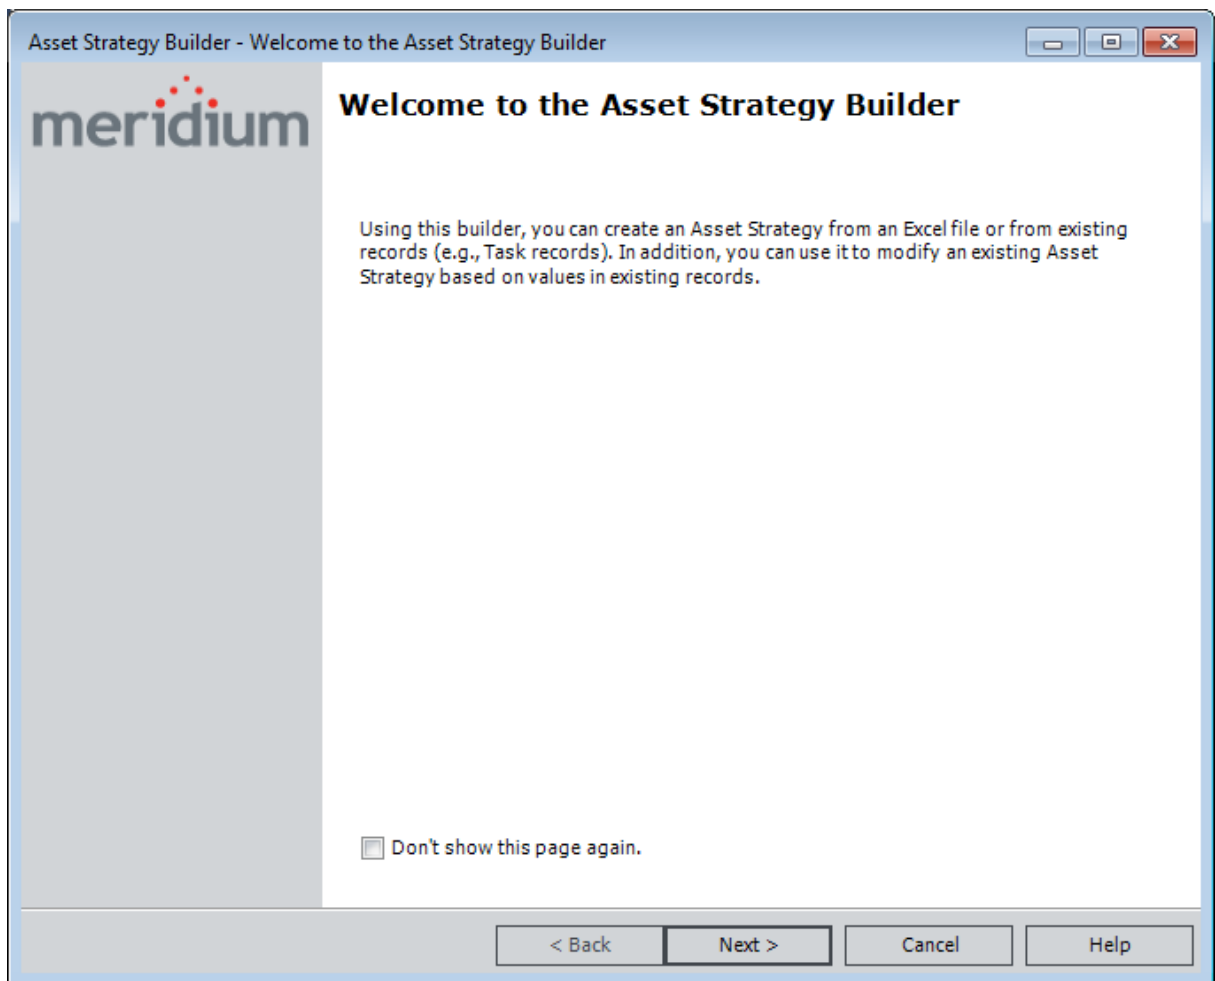 Asset Strategy Builder - Welcome to the Asset Strategy Builder
meridium
Welcome to the Asset Strategy Builder
Using this builder, you can create an Asset Strategy from an Excel file or from existing
records (e.g., Task records). In addition, you can use it to modify an existing Asset
Strategy based on values in existing records.
Don't show this page again.
< Back
Next >
Cancel
Help